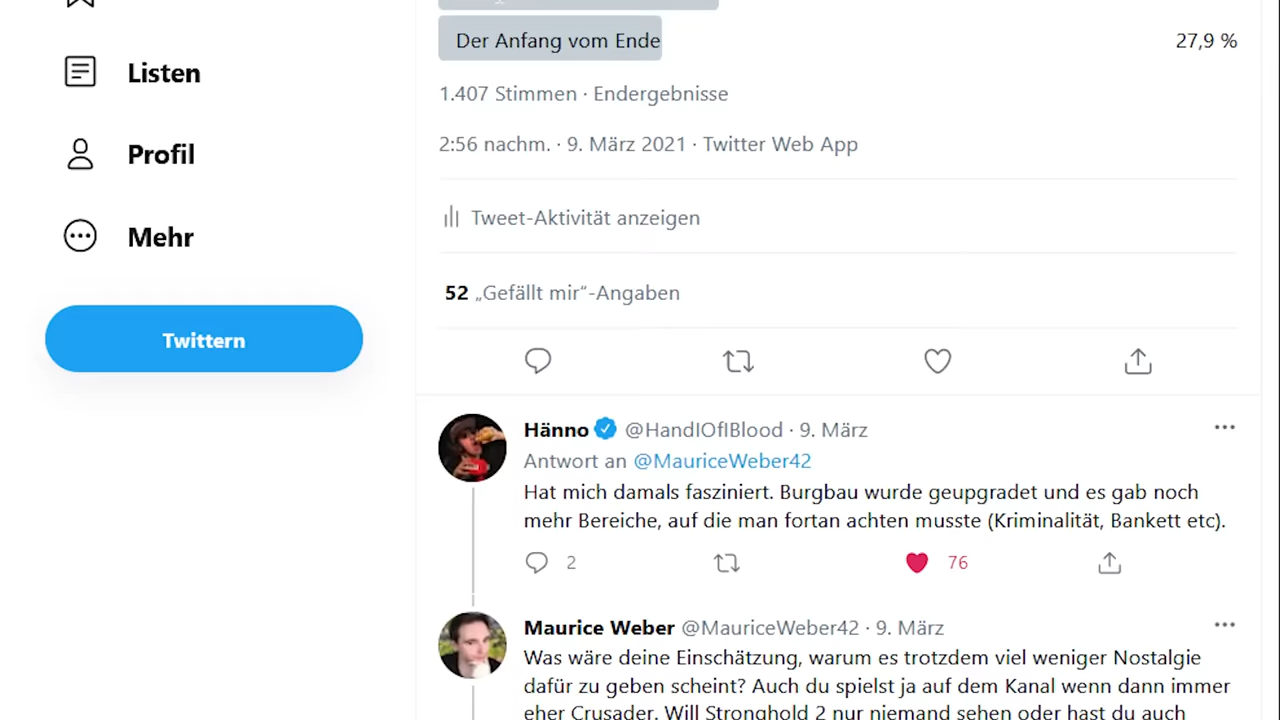 Der Anfang vom Ende 27,9 %
Listen
1.407 Stimmen · Endergebnisse
2:56 nachm. · 9. März 2021 · Twitter Web App
Profil
Tweet-Aktivität anzeigen
Mehr
52 „Gefällt mir“-Angaben
Twittern
Hänno @HandIOfIBlood · 9. März
Antwort an @MauriceWeber42
Hat mich damals fasziniert. Burgbau wurde geupgradet und es gab noch
mehr Bereiche, auf die man fortan achten musste (Kriminalität, Bankett etc).
2 76
Maurice Weber @MauriceWeber42 · 9. März
Was wäre deine Einschätzung, warum es trotzdem viel weniger Nostalgie
dafür zu geben scheint? Auch du spielst ja auf dem Kanal wenn dann immer
eher Crusader. Will Stronghold 2 nur niemand sehen oder hast du auch